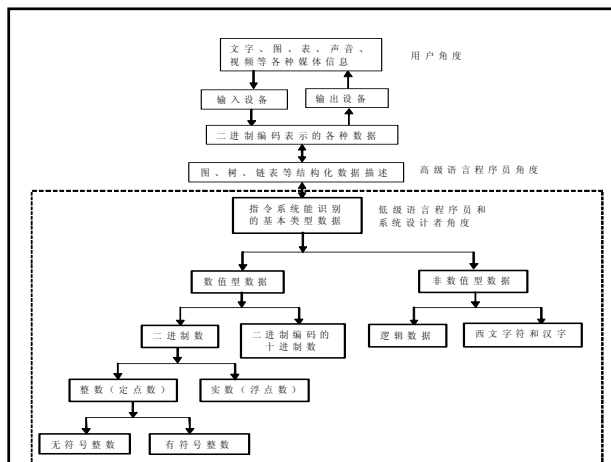 文字、图、表、声音、
视频等各种媒体信息
用户角度
输入设备
输出设备
二进制编码表示的各种数据
图、树、链表等结构化数据描述
高级语言程序员角度
指令系统能识别
的基本类型数据
低级语言程序员和
系统设计者角度
数值型数据
非数值型数据
二进制数
二进制编码的
十进制数
逻辑数据
西文字符和汉字
整数(定点数)
实数(浮点数)
无符号整数
有符号整数